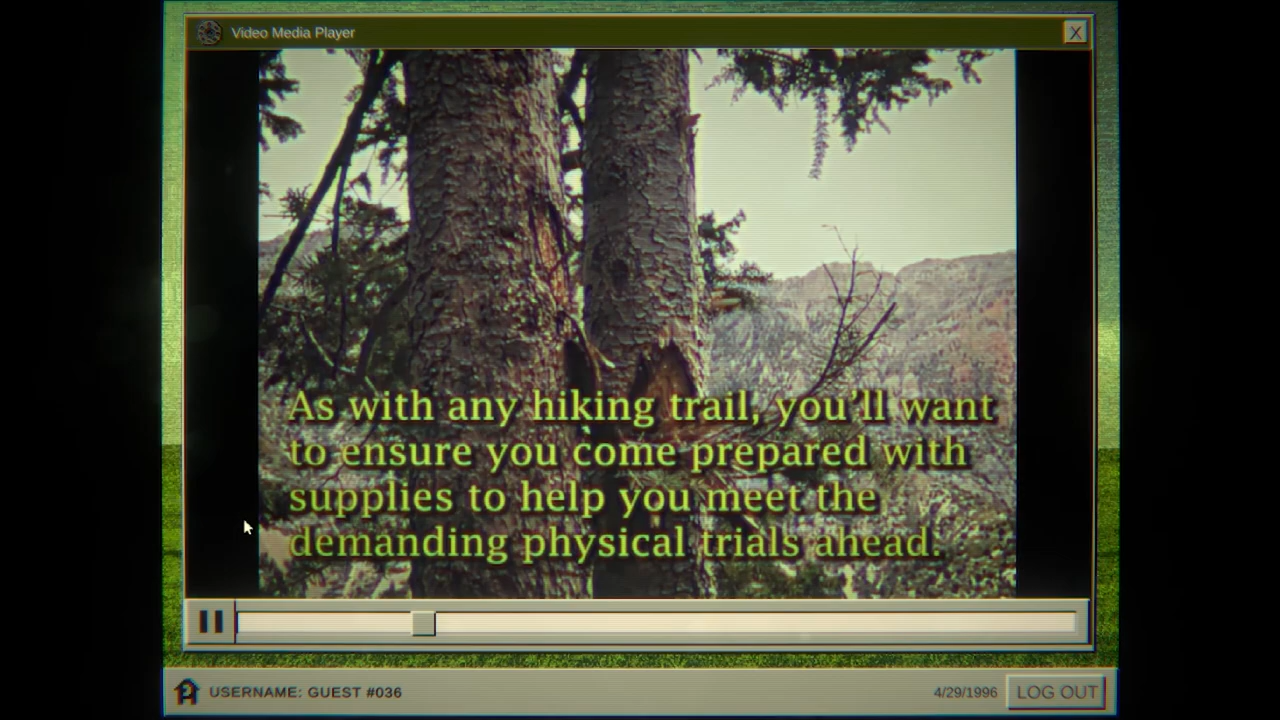 Video Media Player
X
As with any hiking trail, you'll want
to ensure you come prepared with
supplies to help you meet the
demanding physical trials ahead.
USERNAME: GUEST #036
4/29/1996
LOG OUT